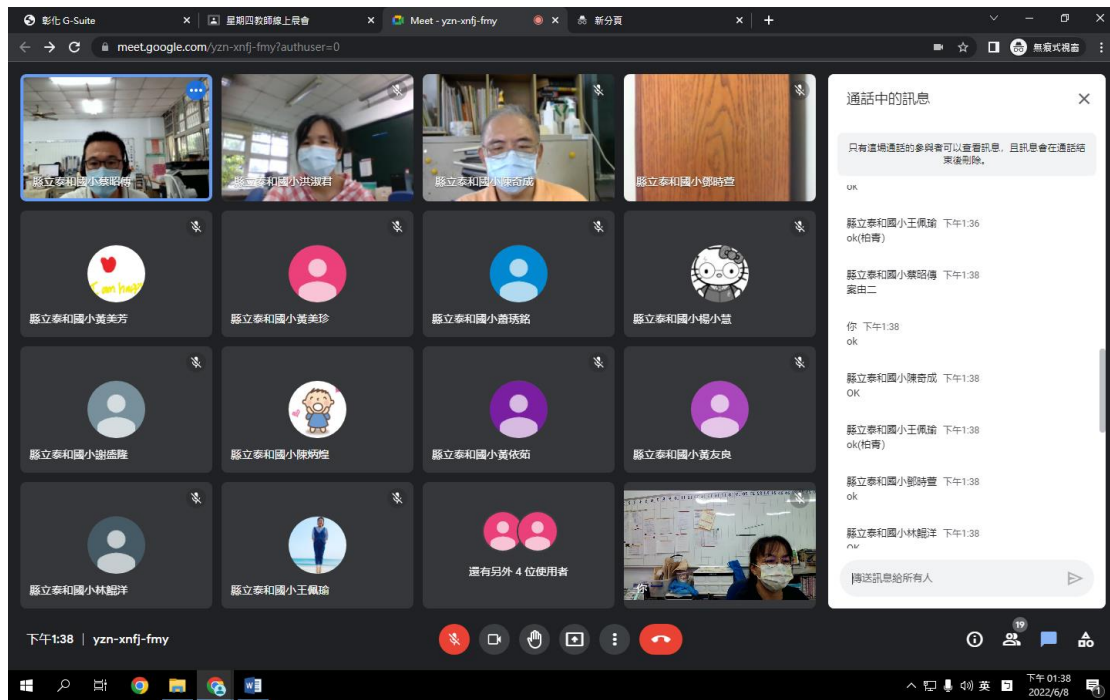 彰化 G-Suite
星期四教師線上晨會
Meet - yzn-xnfj-fmy
新分頁
meet.google.com/yzn-xnfj-fmy?authuser=0
無痕式視窗
縣立泰和國小蔡昭傳
縣立泰和國小洪淑君
縣立泰和國小陳奇成
縣立泰和國小鄧時萱
I am happy
縣立泰和國小黃美芳
縣立泰和國小黃美珍
縣立泰和國小蕭琇銘
縣立泰和國小楊小慧
縣立泰和國小謝盛隆
縣立泰和國小陳炳煌
縣立泰和國小黃依茹
縣立泰和國小黃友良
縣立泰和國小林鯤洋
縣立泰和國小王佩瑜
還有另外 4 位使用者
你
通話中的訊息
只有這場通話的參與者可以查看訊息，且訊息會在通話結
束後刪除。
OK
縣立泰和國小王佩瑜 下午1:36
ok(柏青)
縣立泰和國小蔡昭傳 下午1:38
案由二
你 下午1:38
ok
縣立泰和國小陳奇成 下午1:38
OK
縣立泰和國小王佩瑜 下午1:38
ok(柏青)
縣立泰和國小鄧時萱 下午1:38
ok
縣立泰和國小林鯤洋 下午1:38
OK
傳送訊息給所有人
下午1:38 | yzn-xnfj-fmy
19
英
下午 01:38
2022/6/8
1